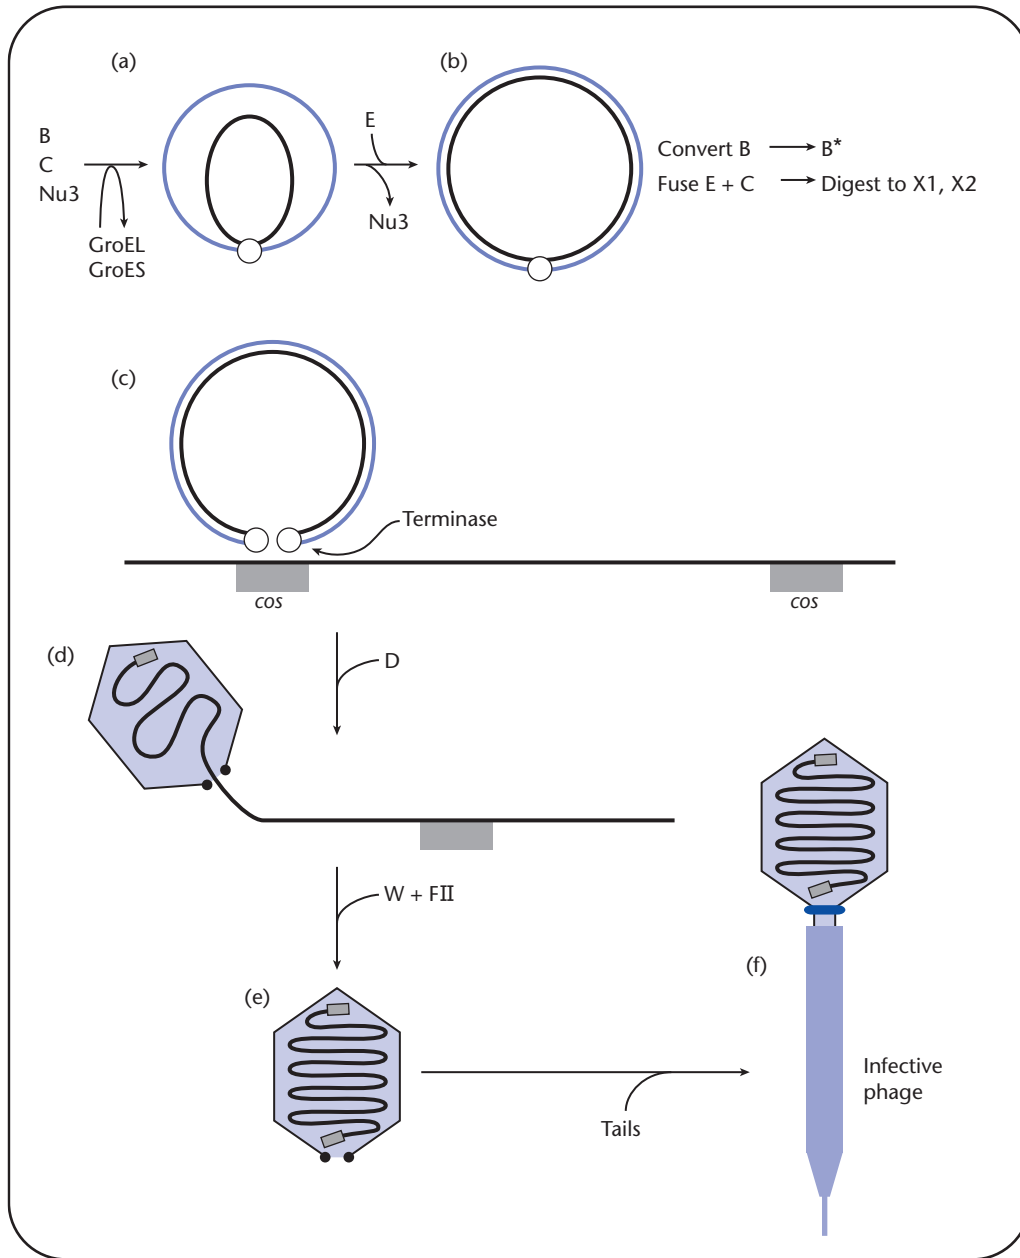 (a)
B
C
Nu3
GroEL
GroES
E
Nu3
(b)
Convert B B*
Fuse E + C Digest to X1, X2
(c)
Terminase
cos
cos
(d)
D
W + FII
(e)
Tails
(f)
Infective
phage